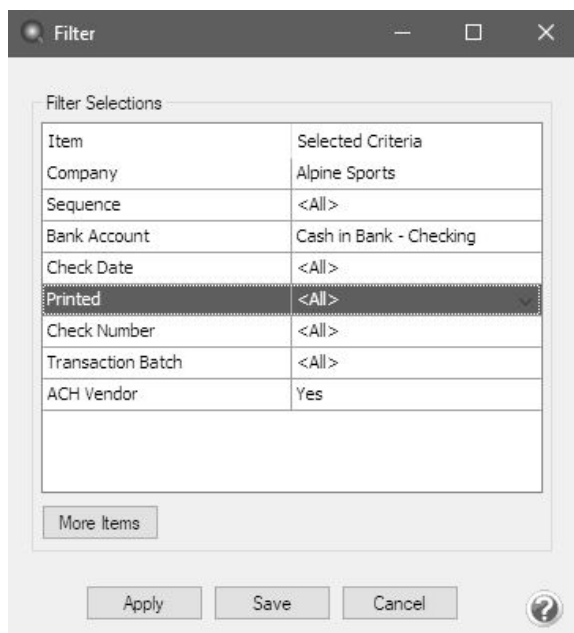 Filter
Filter Selections
Item Selected Criteria
Company Alpine Sports
Sequence <All>
Bank Account Cash in Bank - Checking
Check Date <All>
Printed <All>
Check Number <All>
Transaction Batch <All>
ACH Vendor Yes
More Items
Apply Save Cancel
?